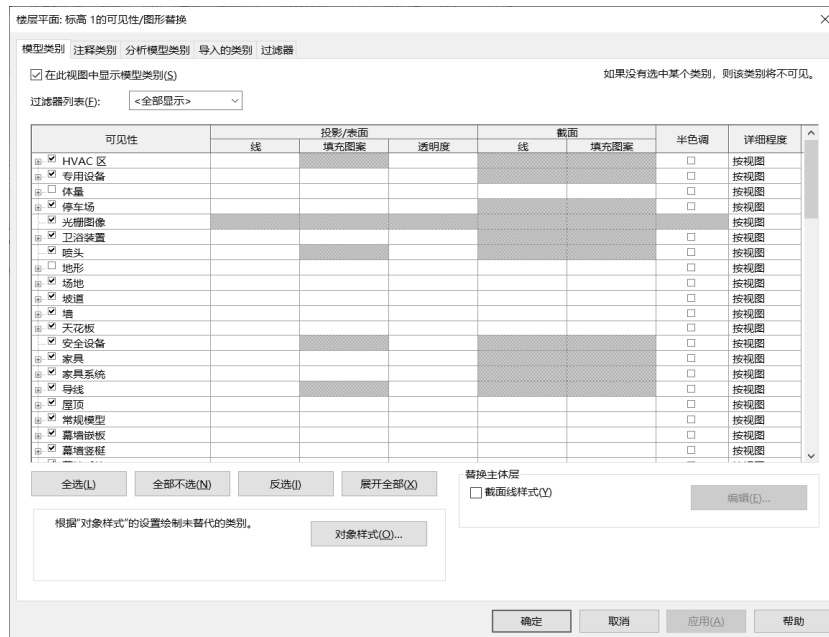 楼层平面: 标高 1的可见性/图形替换
模型类别 注释类别 分析模型类别 导入的类别 过滤器
在此视图中显示模型类别(S) 如果没有选中某个类别，则该类别将不可见。
过滤器列表(F): <全部显示>
可见性 投影/表面 截面 半色调 详细程度
线 填充图案 透明度 线 填充图案
HVAC 区 按视图
专用设备 按视图
体量 按视图
停车场 按视图
光栅图像 按视图
卫浴装置 按视图
喷头 按视图
地形 按视图
场地 按视图
坡道 按视图
墙 按视图
天花板 按视图
安全设备 按视图
家具 按视图
家具系统 按视图
导线 按视图
屋顶 按视图
常规模型 按视图
幕墙嵌板 按视图
幕墙竖梃 按视图
全选(L) 全部不选(N) 反选(I) 展开全部(X)
替换主体层
截面线样式(Y) 编辑(E)...
根据“对象样式”的设置绘制未替代的类别。
对象样式(O)...
确定 取消 应用(A) 帮助